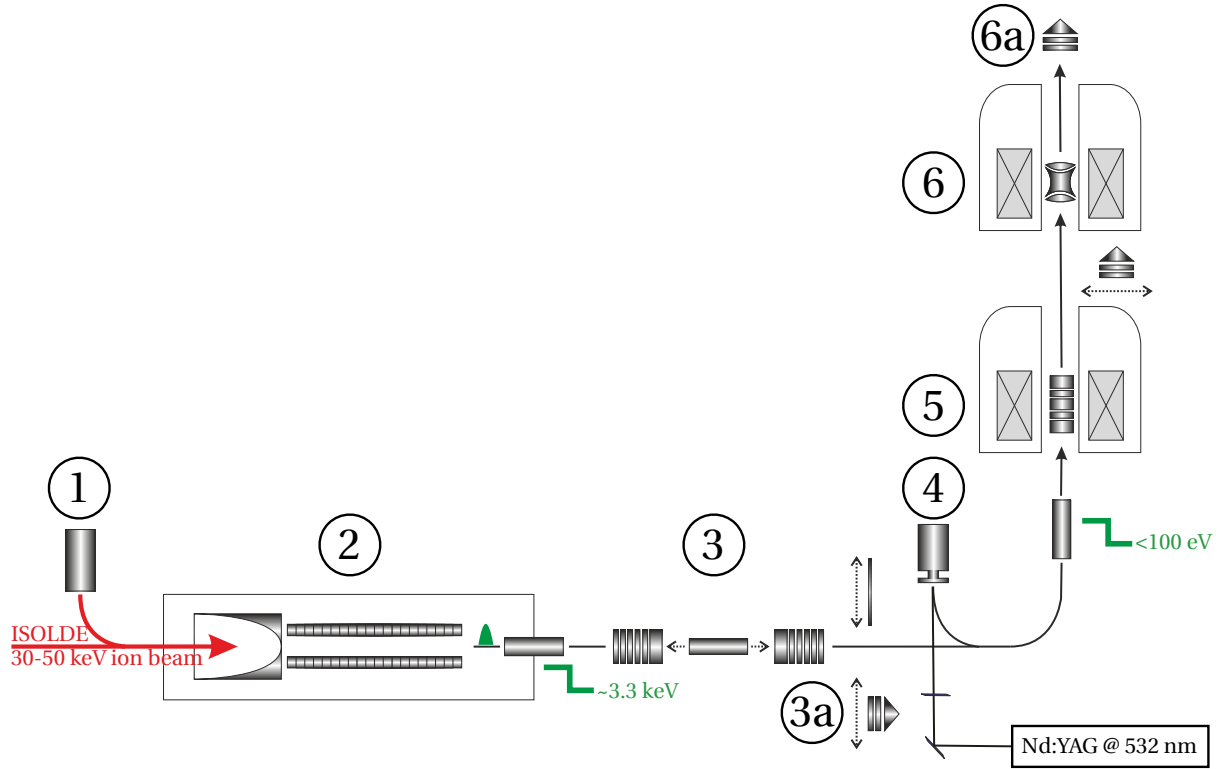 6a
6
5
1
4
2
3
<100 eV
ISOLDE
30-50 keV ion beam
~3.3 keV
3a
Nd:YAG @ 532 nm